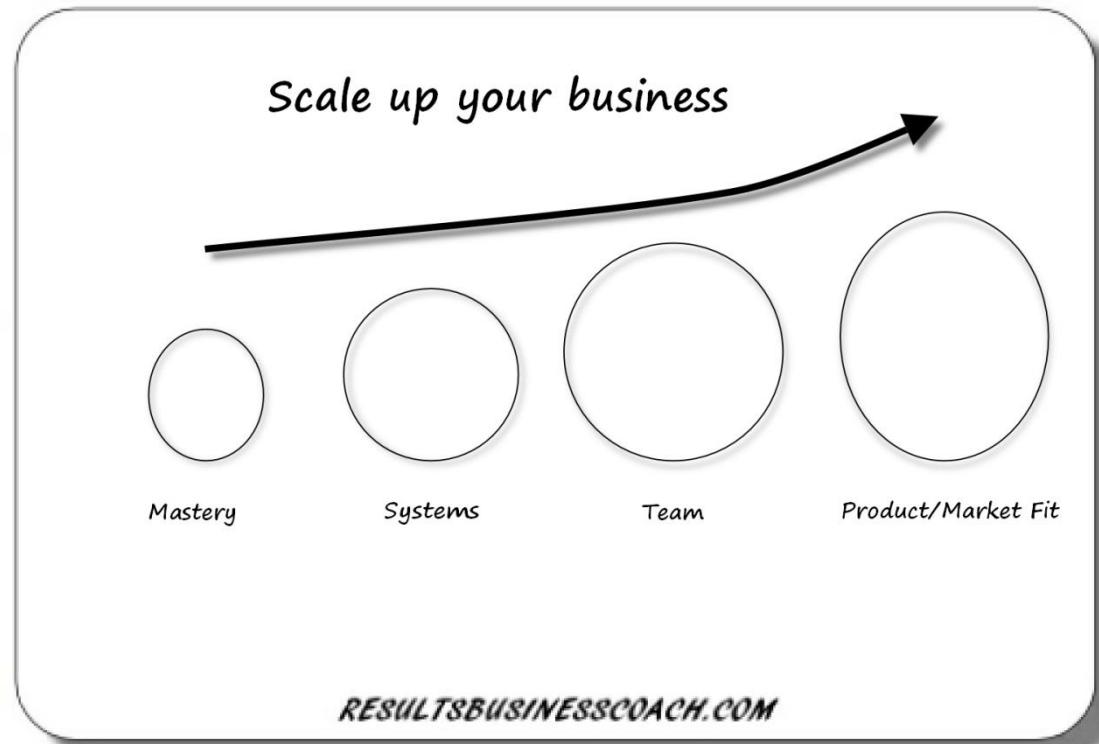 Scale up your business
Mastery
Systems
Team
Product/Market Fit
RESULTSBUSINESSCOACH.COM